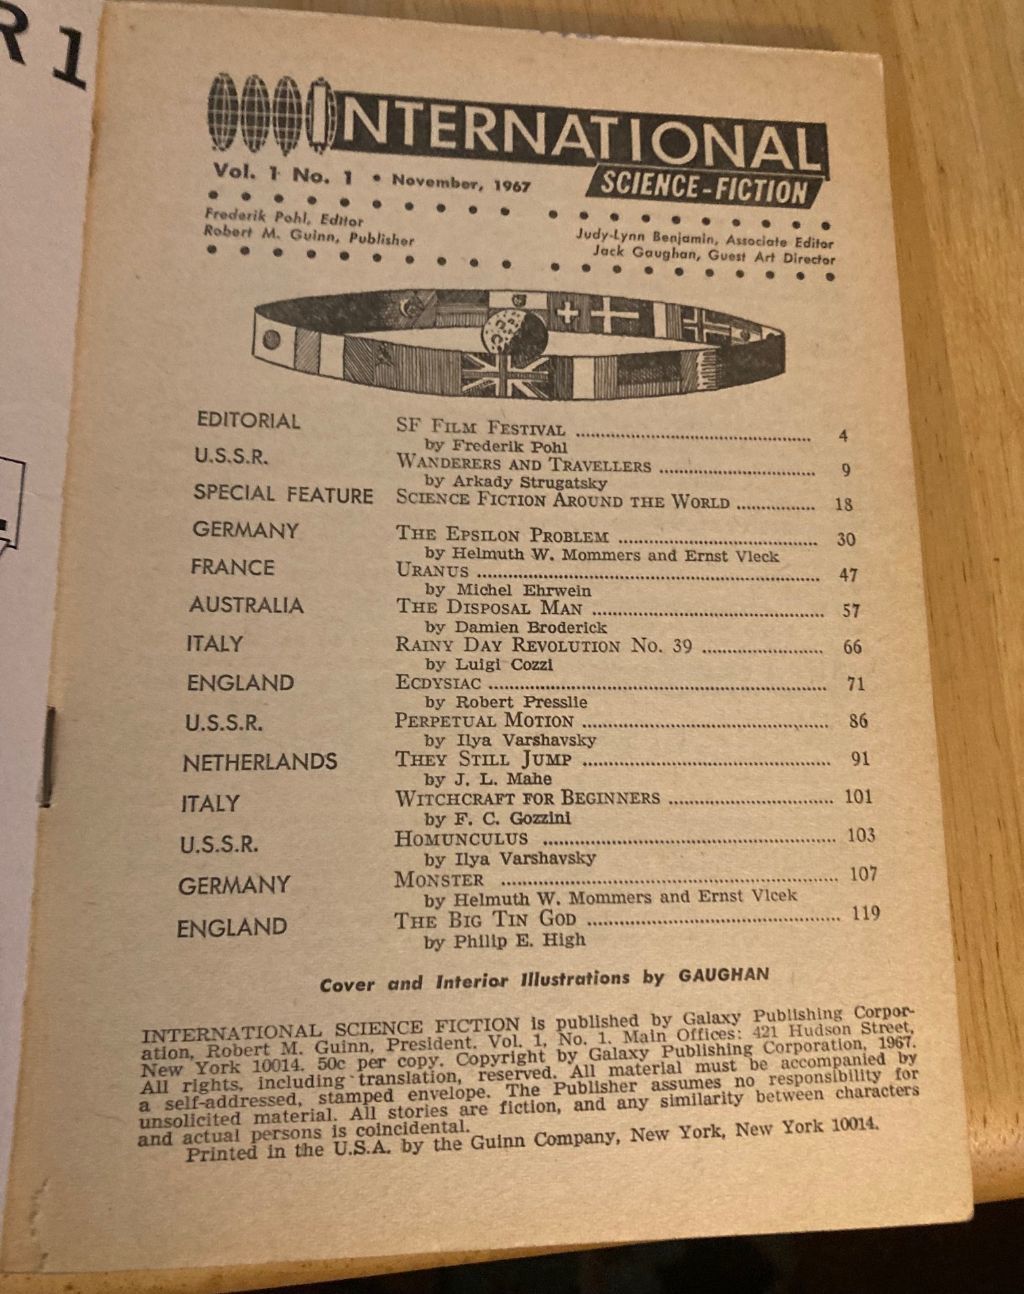 R 1
INTERNATIONAL
SCIENCE-FICTION
Vol. 1 No. 1 • November, 1967
Frederik Pohl, Editor
Robert M. Guinn, Publisher
Judy-Lynn Benjamin, Associate Editor
Jack Gaughan, Guest Art Director
EDITORIAL SF FILM FESTIVAL 4
by Frederik Pohl
U.S.S.R. WANDERERS AND TRAVELLERS 9
by Arkady Strugatsky
SPECIAL FEATURE SCIENCE FICTION AROUND THE WORLD 18
GERMANY THE EPSILON PROBLEM 30
by Helmuth W. Mommers and Ernst Vleck
FRANCE URANUS 47
by Michel Ehrwein
AUSTRALIA THE DISPOSAL MAN 57
by Damien Broderick
ITALY RAINY DAY REVOLUTION NO. 39 66
by Luigi Cozzi
ENGLAND ECDYSIAC 71
by Robert Presslie
U.S.S.R. PERPETUAL MOTION 86
by Ilya Varshavsky
NETHERLANDS THEY STILL JUMP 91
by J. L. Mahe
ITALY WITCHCRAFT FOR BEGINNERS 101
by F. C. Gozzini
U.S.S.R. HOMUNCULUS 103
by Ilya Varshavsky
GERMANY MONSTER 107
by Helmuth W. Mommers and Ernst Vlcek
ENGLAND THE BIG TIN GOD 119
by Philip E. High
Cover and Interior Illustrations by GAUGHAN
INTERNATIONAL SCIENCE FICTION is published by Galaxy Publishing Corpor-
ation, Robert M. Guinn, President. Vol. 1, No. 1. Main Offices: 421 Hudson Street,
New York 10014. 50c per copy. Copyright by Galaxy Publishing Corporation, 1967.
All rights, including translation, reserved. All material must be accompanied by
a self-addressed, stamped envelope. The Publisher assumes no responsibility for
unsolicited material. All stories are fiction, and any similarity between characters
and actual persons is coincidental.
Printed in the U.S.A. by the Guinn Company, New York, New York 10014.